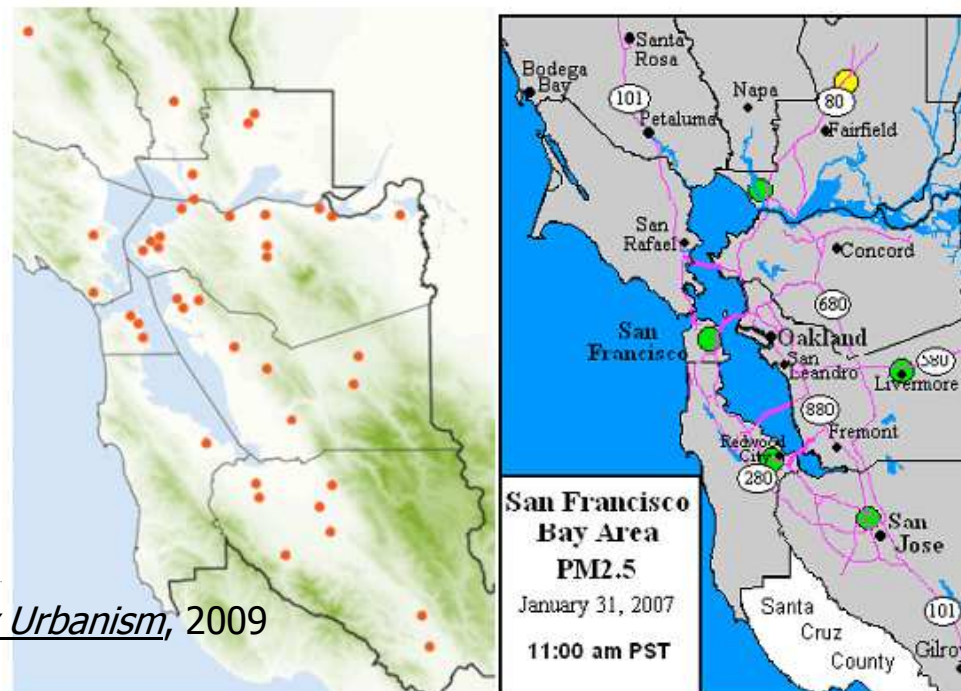 Urbanism, 2009
Santa
Rosa
Bodega
Bay
101
Napa
80
Petaluma
Fairfield
San
Rafael
Concord
680
San
Francisco
Oakland
San
Leandro
580
Livermore
880
Fremont
Redwood
City
280
San
Jose
San Francisco
Bay Area
PM2.5
January 31, 2007
11:00 am PST
Santa
Cruz
County
101